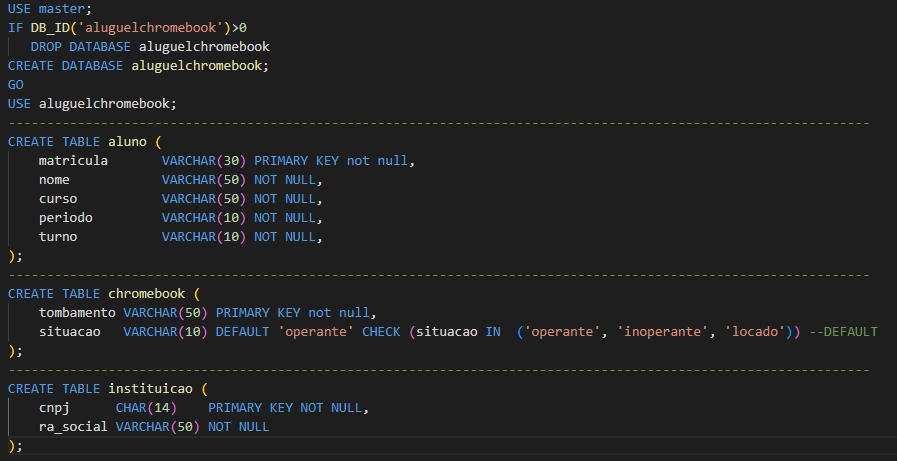 USE master;
IF DB_ID('aluguelchromebook')>0
   DROP DATABASE aluguelchromebook
CREATE DATABASE aluguelchromebook;
GO
USE aluguelchromebook;
----------------------------------------------------------------------------------------------------------------
CREATE TABLE aluno (
    matricula       VARCHAR(30) PRIMARY KEY not null,
    nome            VARCHAR(50) NOT NULL,
    curso           VARCHAR(50) NOT NULL,
    periodo         VARCHAR(10) NOT NULL,
    turno           VARCHAR(10) NOT NULL,
);
----------------------------------------------------------------------------------------------------------------
CREATE TABLE chromebook (
    tombamento VARCHAR(50) PRIMARY KEY not null,
    situacao   VARCHAR(10) DEFAULT 'operante' CHECK (situacao IN  ('operante', 'inoperante', 'locado')) --DEFAULT
);
----------------------------------------------------------------------------------------------------------------
CREATE TABLE instituicao (
    cnpj      CHAR(14)    PRIMARY KEY NOT NULL,
    ra_social VARCHAR(50) NOT NULL
);